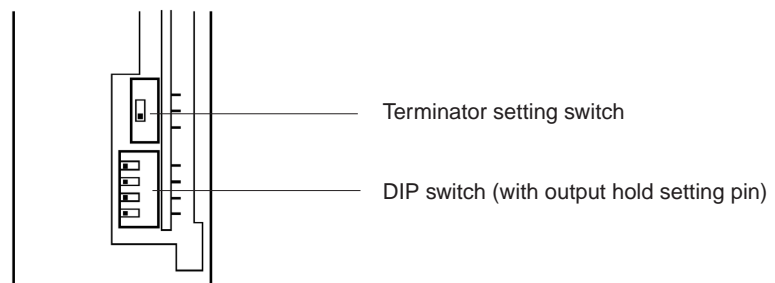 Terminator setting switch
DIP switch (with output hold setting pin)